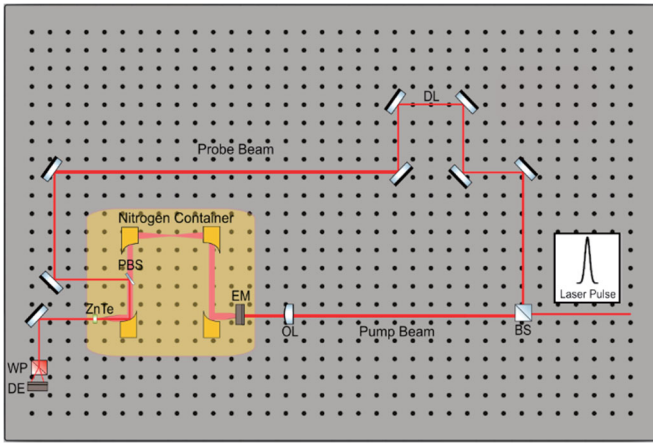 DL
Probe Beam
Nitrogen Container
PBS
Laser Pulse
ZnTe
EM
OL
Pump Beam
BS
WP
DE